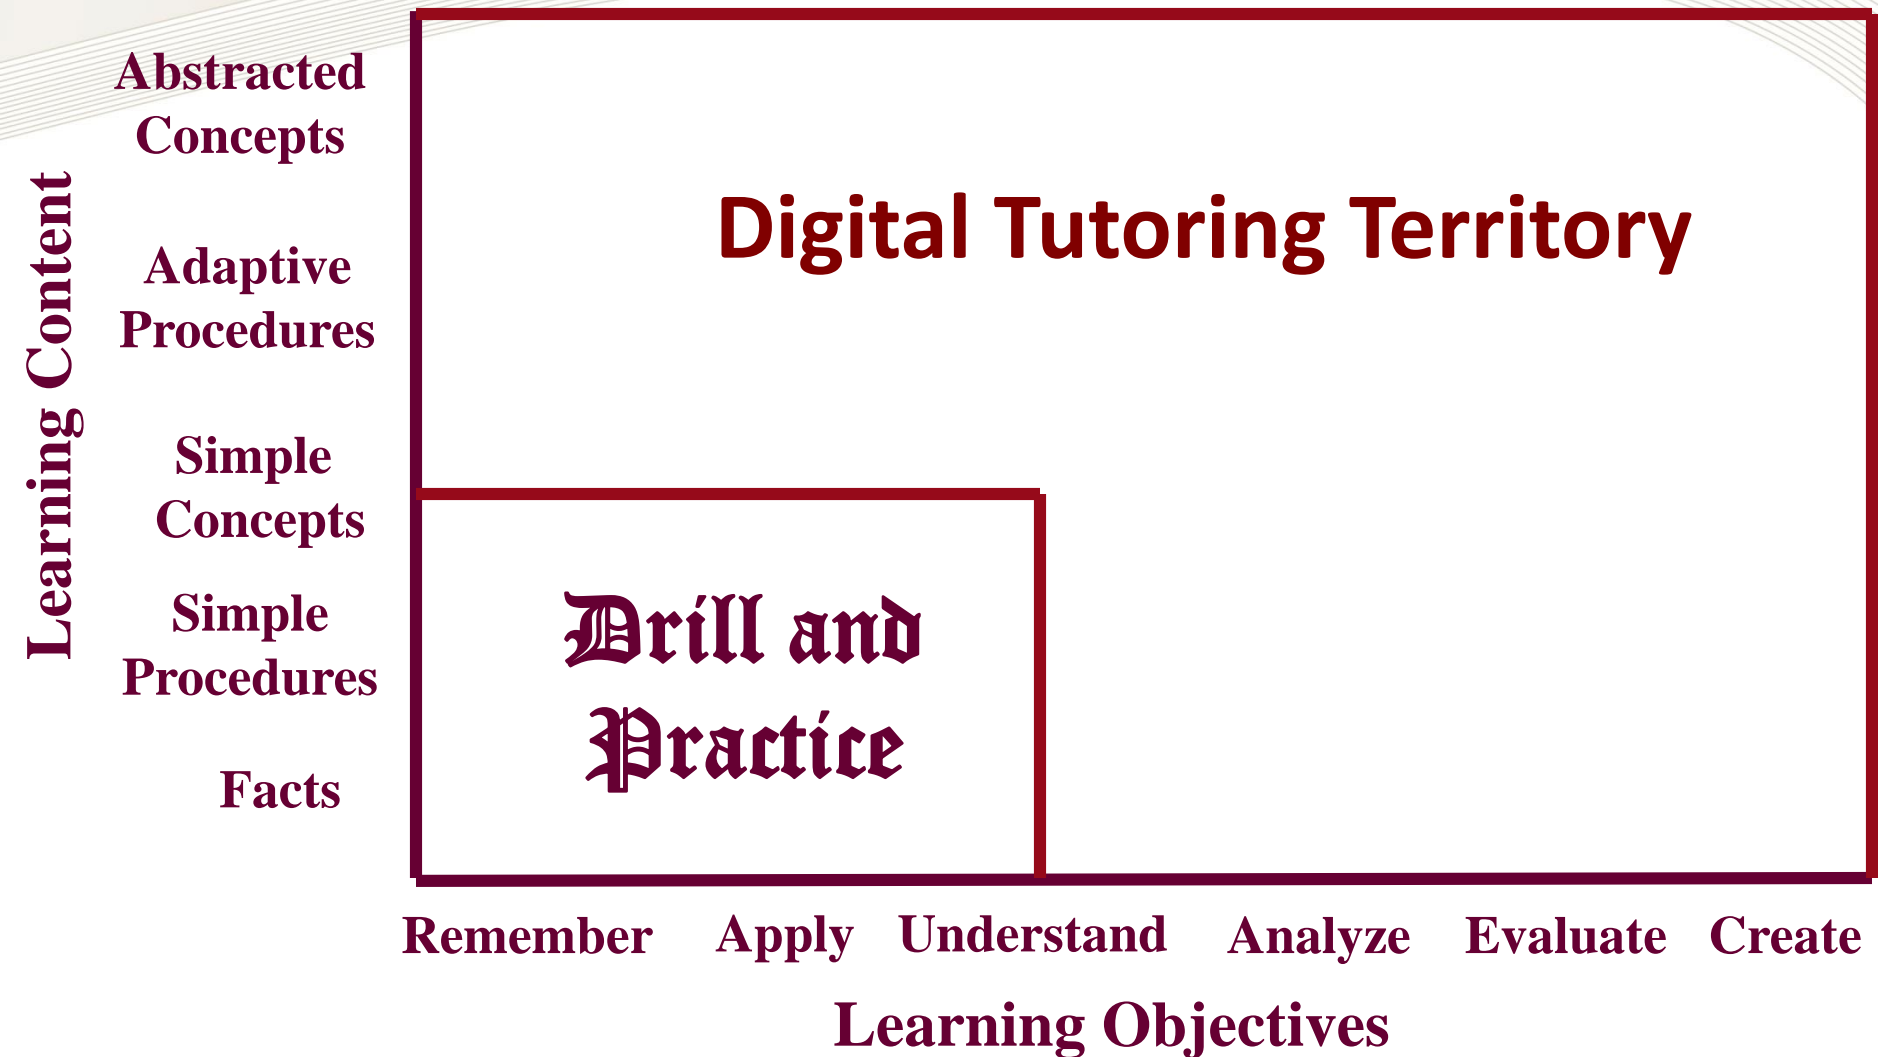 Learning Content
Abstracted
Concepts
Adaptive
Procedures
Simple
Concepts
Simple
Procedures
Facts
Digital Tutoring Territory
Drill and
Practice
Remember Apply Understand Analyze Evaluate Create
Learning Objectives